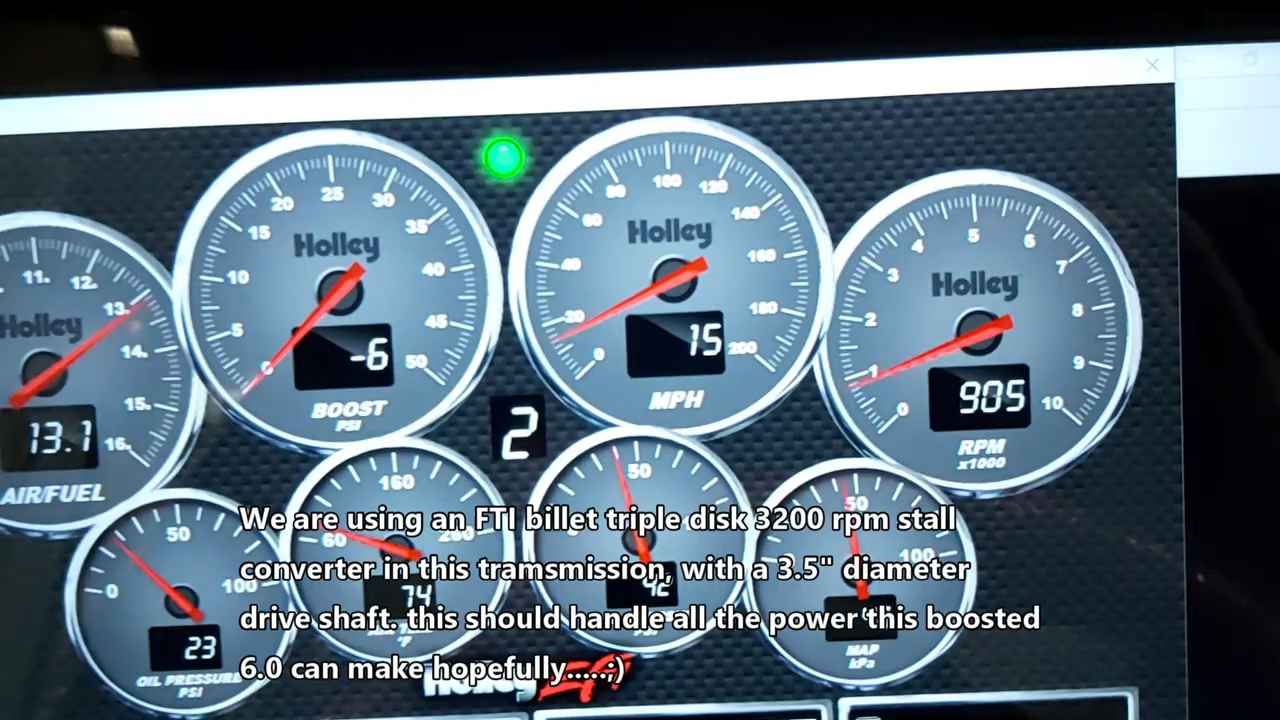 11. 12. 13. 14. 15. 16.
Holley
13.1
AIR/FUEL
0 5 10 15 20 25 30 35 40 45 50
Holley
-6
BOOST
PSI
0 20 40 60 80 100 120 140 160 180 200
Holley
15
MPH
0 1 2 3 4 5 6 7 8 9 10
Holley
905
RPM
x1000
2
0 50 100
23
OIL PRESSURE
PSI
60 160 260
74
°F
50
42
50 100
MAP
kPa
We are using an FTI billet triple disk 3200 rpm stall
converter in this tramsmission, with a 3.5" diameter
drive shaft. this should handle all the power this boosted
6.0 can make hopefully.....;)
Holley EFI